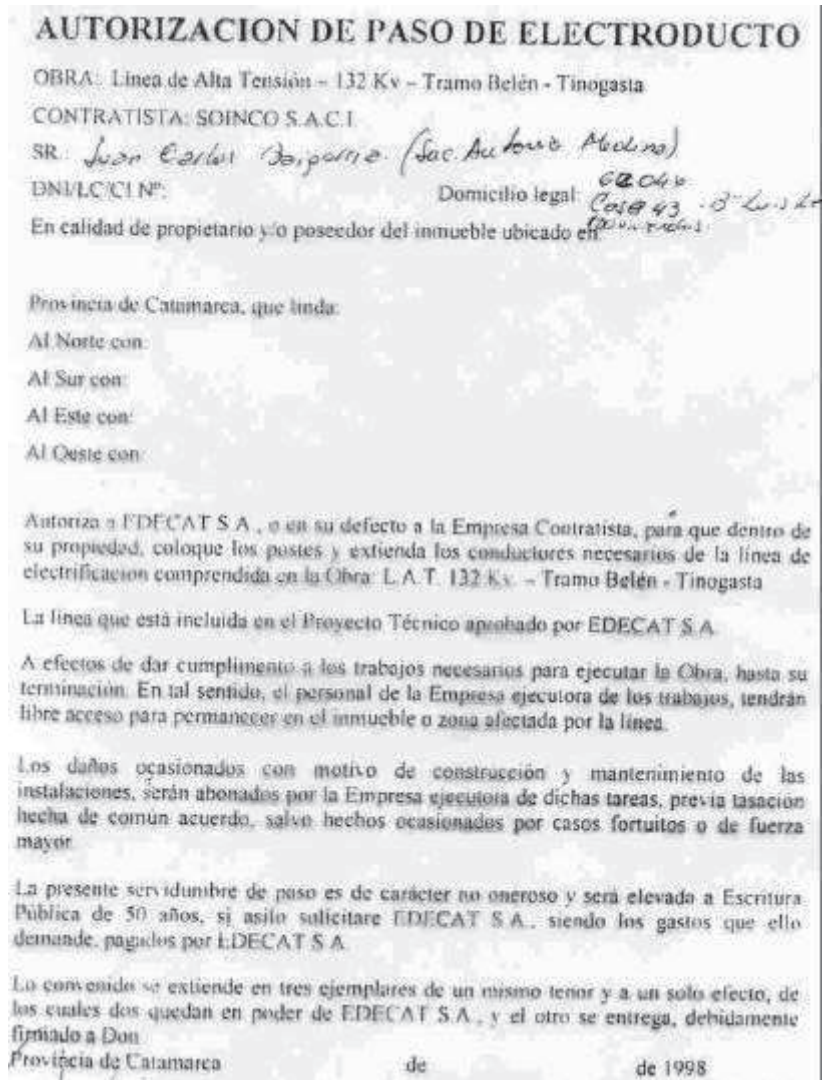 AUTORIZACION DE PASO DE ELECTRODUCTO
OBRA: Línea de Alta Tensión – 132 Kv – Tramo Belén - Tinogasta
CONTRATISTA: SOINCO S.A.C.I.
SR.: Juan Carlos (Suc. Antonio Medina)
DNI/LC/CI Nº: Domicilio legal:
Casa 43
En calidad de propietario y/o poseedor del inmueble ubicado en:
Provincia de Catamarca, que linda:
Al Norte con:
Al Sur con:
Al Este con:
Al Oeste con:
Autoriza a EDECAT S.A., o en su defecto a la Empresa Contratista, para que dentro de
su propiedad, coloque los postes y extienda los conductores necesarios de la línea de
electrificacion comprendida en la Obra: L.A.T. 132 Kv. – Tramo Belén - Tinogasta
La linea que está incluida en el Proyecto Técnico aprobado por EDECAT S.A.
A efectos de dar cumplimento a los trabajos necesarios para ejecutar la Obra, hasta su
terminación. En tal sentido, el personal de la Empresa ejecutora de los trabajos, tendrán
libre acceso para permanecer en el inmueble o zona afectada por la línea.
Los daños ocasionados con motivo de construcción y mantenimiento de las
instalaciones, serán abonados por la Empresa ejecutora de dichas tareas, previa tasación
hecha de común acuerdo, salvo hechos ocasionados por casos fortuitos o de fuerza
mayor.
La presente servidumbre de paso es de carácter no oneroso y será elevada a Escritura
Pública de 50 años, si asilo solicitare EDECAT S.A., siendo los gastos que ello
demande, pagados por EDECAT S.A.
Lo convenido se extiende en tres ejemplares de un mismo tenor y a un solo efecto, de
los cuales dos quedan en poder de EDECAT S.A., y el otro se entrega, debidamente
firmado a Don
Provincia de Catamarca de de 1998